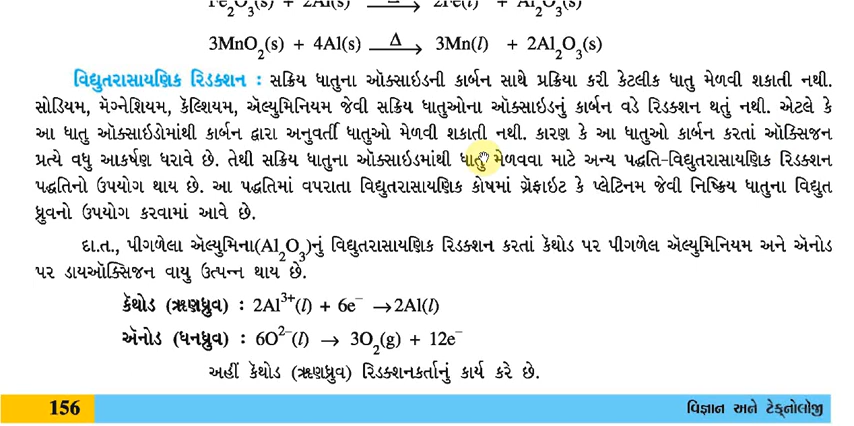 Fe₂O₃(s) + 2Al(s) ⟶ 2Fe(l) + Al₂O₃(s)
3MnO₂(s) + 4Al(s) —Δ→ 3Mn(l) + 2Al₂O₃(s)
વિદ્યુતરાસાયણિક રિડક્શન : સક્રિય ધાતુના ઑક્સાઇડની કાર્બન સાથે પ્રક્રિયા કરી કેટલીક ધાતુ મેળવી શકાતી નથી.
સોડિયમ, મૅગ્નેશિયમ, કૅલ્શિયમ, ઍલ્યુમિનિયમ જેવી સક્રિય ધાતુઓના ઑક્સાઇડનું કાર્બન વડે રિડક્શન થતું નથી. એટલે કે
આ ધાતુ ઑક્સાઇડોમાંથી કાર્બન દ્વારા અનુવર્તી ધાતુઓ મેળવી શકાતી નથી. કારણ કે આ ધાતુઓ કાર્બન કરતાં ઑક્સિજન
પ્રત્યે વધુ આકર્ષણ ધરાવે છે. તેથી સક્રિય ધાતુના ઑક્સાઇડમાંથી ધાતુ મેળવવા માટે અન્ય પદ્ધતિ-વિદ્યુતરાસાયણિક રિડક્શન
પદ્ધતિનો ઉપયોગ થાય છે. આ પદ્ધતિમાં વપરાતા વિદ્યુતરાસાયણિક કોષમાં ગ્રૅફાઇટ કે પ્લેટિનમ જેવી નિષ્ક્રિય ધાતુના વિદ્યુત
ધ્રુવનો ઉપયોગ કરવામાં આવે છે.
દા.ત., પીગળેલા ઍલ્યુમિના(Al₂O₃)નું વિદ્યુતરાસાયણિક રિડક્શન કરતાં કૅથોડ પર પીગળેલ ઍલ્યુમિનિયમ અને ઍનોડ
પર ડાયઑક્સિજન વાયુ ઉત્પન્ન થાય છે.
કૅથોડ (ઋણધ્રુવ) : 2Al³⁺(l) + 6e⁻ →2Al(l)
ઍનોડ (ધનધ્રુવ) : 6O²⁻(l) → 3O₂(g) + 12e⁻
અહીં કૅથોડ (ઋણધ્રુવ) રિડક્શનકર્તાનું કાર્ય કરે છે.
156 વિજ્ઞાન અને ટેક્નોલૉજી